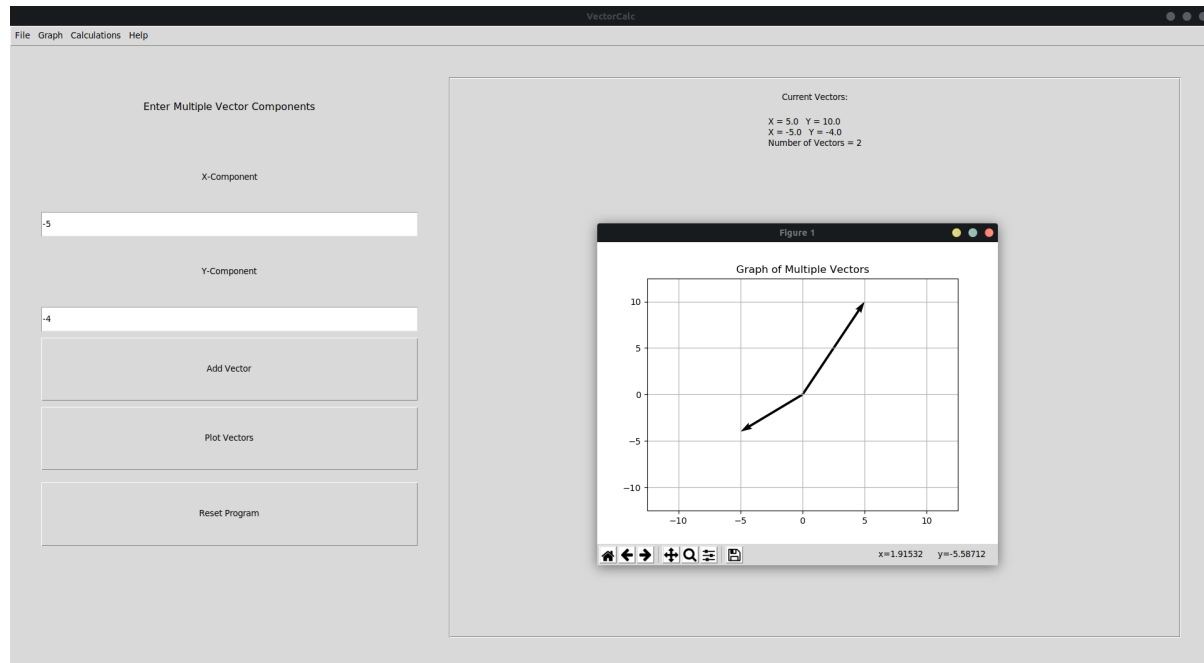 VectorCalc
File Graph Calculations Help
Enter Multiple Vector Components
X-Component
-5
Y-Component
-4
Add Vector
Plot Vectors
Reset Program
Current Vectors:
X = 5.0 Y = 10.0
X = -5.0 Y = -4.0
Number of Vectors = 2
Figure 1
Graph of Multiple Vectors
10
5
0
−5
−10
−10 −5 0 5 10
x=1.91532 y=-5.58712